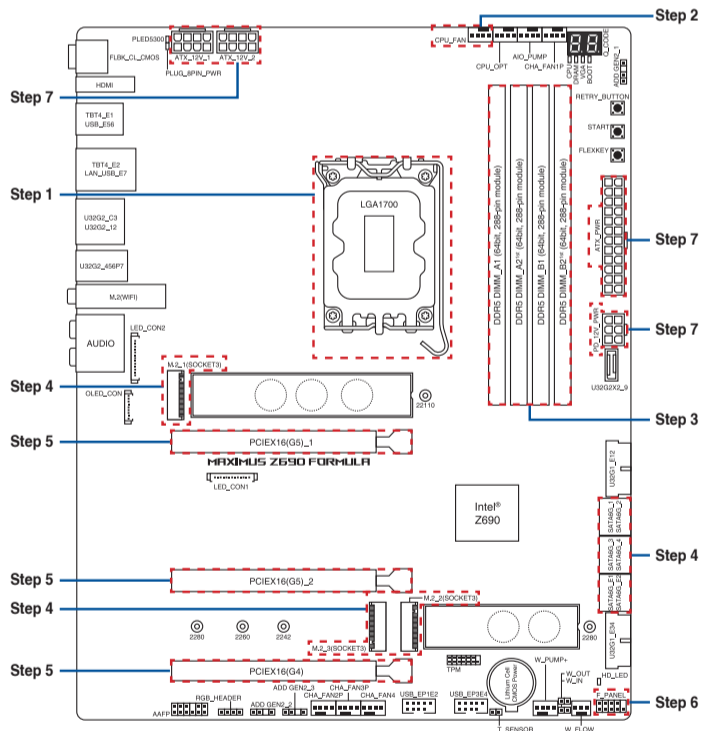 Step 2
PLED5300
CPU_FAN
Q_CODE
FLBK_CL_CMOS
ATX_12V_1
ATX_12V_2
PLUG_8PIN_PWR
AIO_PUMP
CPU_OPT
CHA_FAN1P
CPU
DRAM
VGA
BOOT
ADD GEN2_1
HDMI
Step 7
RETRY_BUTTON
TBT4_E1
USB_E56
START
FLEXKEY
TBT4_E2
LAN_USB_E7
Step 1
LGA1700
DDR5 DIMM_A1 (64bit, 288-pin module)
DDR5 DIMM_A2* (64bit, 288-pin module)
DDR5 DIMM_B1 (64bit, 288-pin module)
DDR5 DIMM_B2* (64bit, 288-pin module)
U32G2_C3
U32G2_12
ATX_PWR
Step 7
U32G2_456P7
M.2(WIFI)
AUDIO
LED_CON2
PD_12V_PWR
Step 7
M.2_1(SOCKET3)
U32G2X2_9
Step 4
OLED_CON
22110
Step 3
Step 5
PCIEX16(G5)_1
MAXIMUS Z690 FORMULA
LED_CON1
U32G1_E12
Intel®
Z690
SATA6G_1
SATA6G_2
SATA6G_3
SATA6G_4
Step 4
SATA6G_E1
SATA6G_E2
Step 5
PCIEX16(G5)_2
Step 4
M.2_2(SOCKET3)
2280
2260
2242
2280
U32G1_E34
M.2_3(SOCKET3)
Step 5
PCIEX16(G4)
TPM
Lithium Cell
CMOS Power
W_PUMP+
W_OUT
W_IN
HD_LED
F_PANEL
Step 6
RGB_HEADER
ADD GEN2_3
CHA_FAN3P
AAFP
ADD GEN2_2
CHA_FAN2P
CHA_FAN4
USB_EP1E2
USB_EP3E4
T_SENSOR
W_FLOW